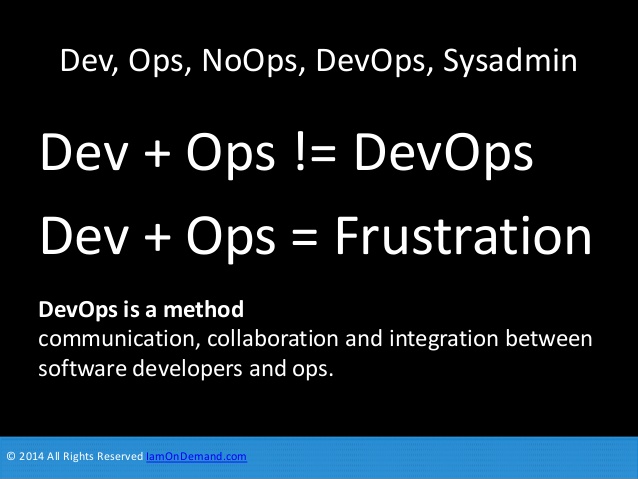 Dev, Ops, NoOps, DevOps, Sysadmin
Dev + Ops != DevOps
Dev + Ops = Frustration
DevOps is a method
communication, collaboration and integration between
software developers and ops.
© 2014 All Rights Reserved IamOnDemand.com